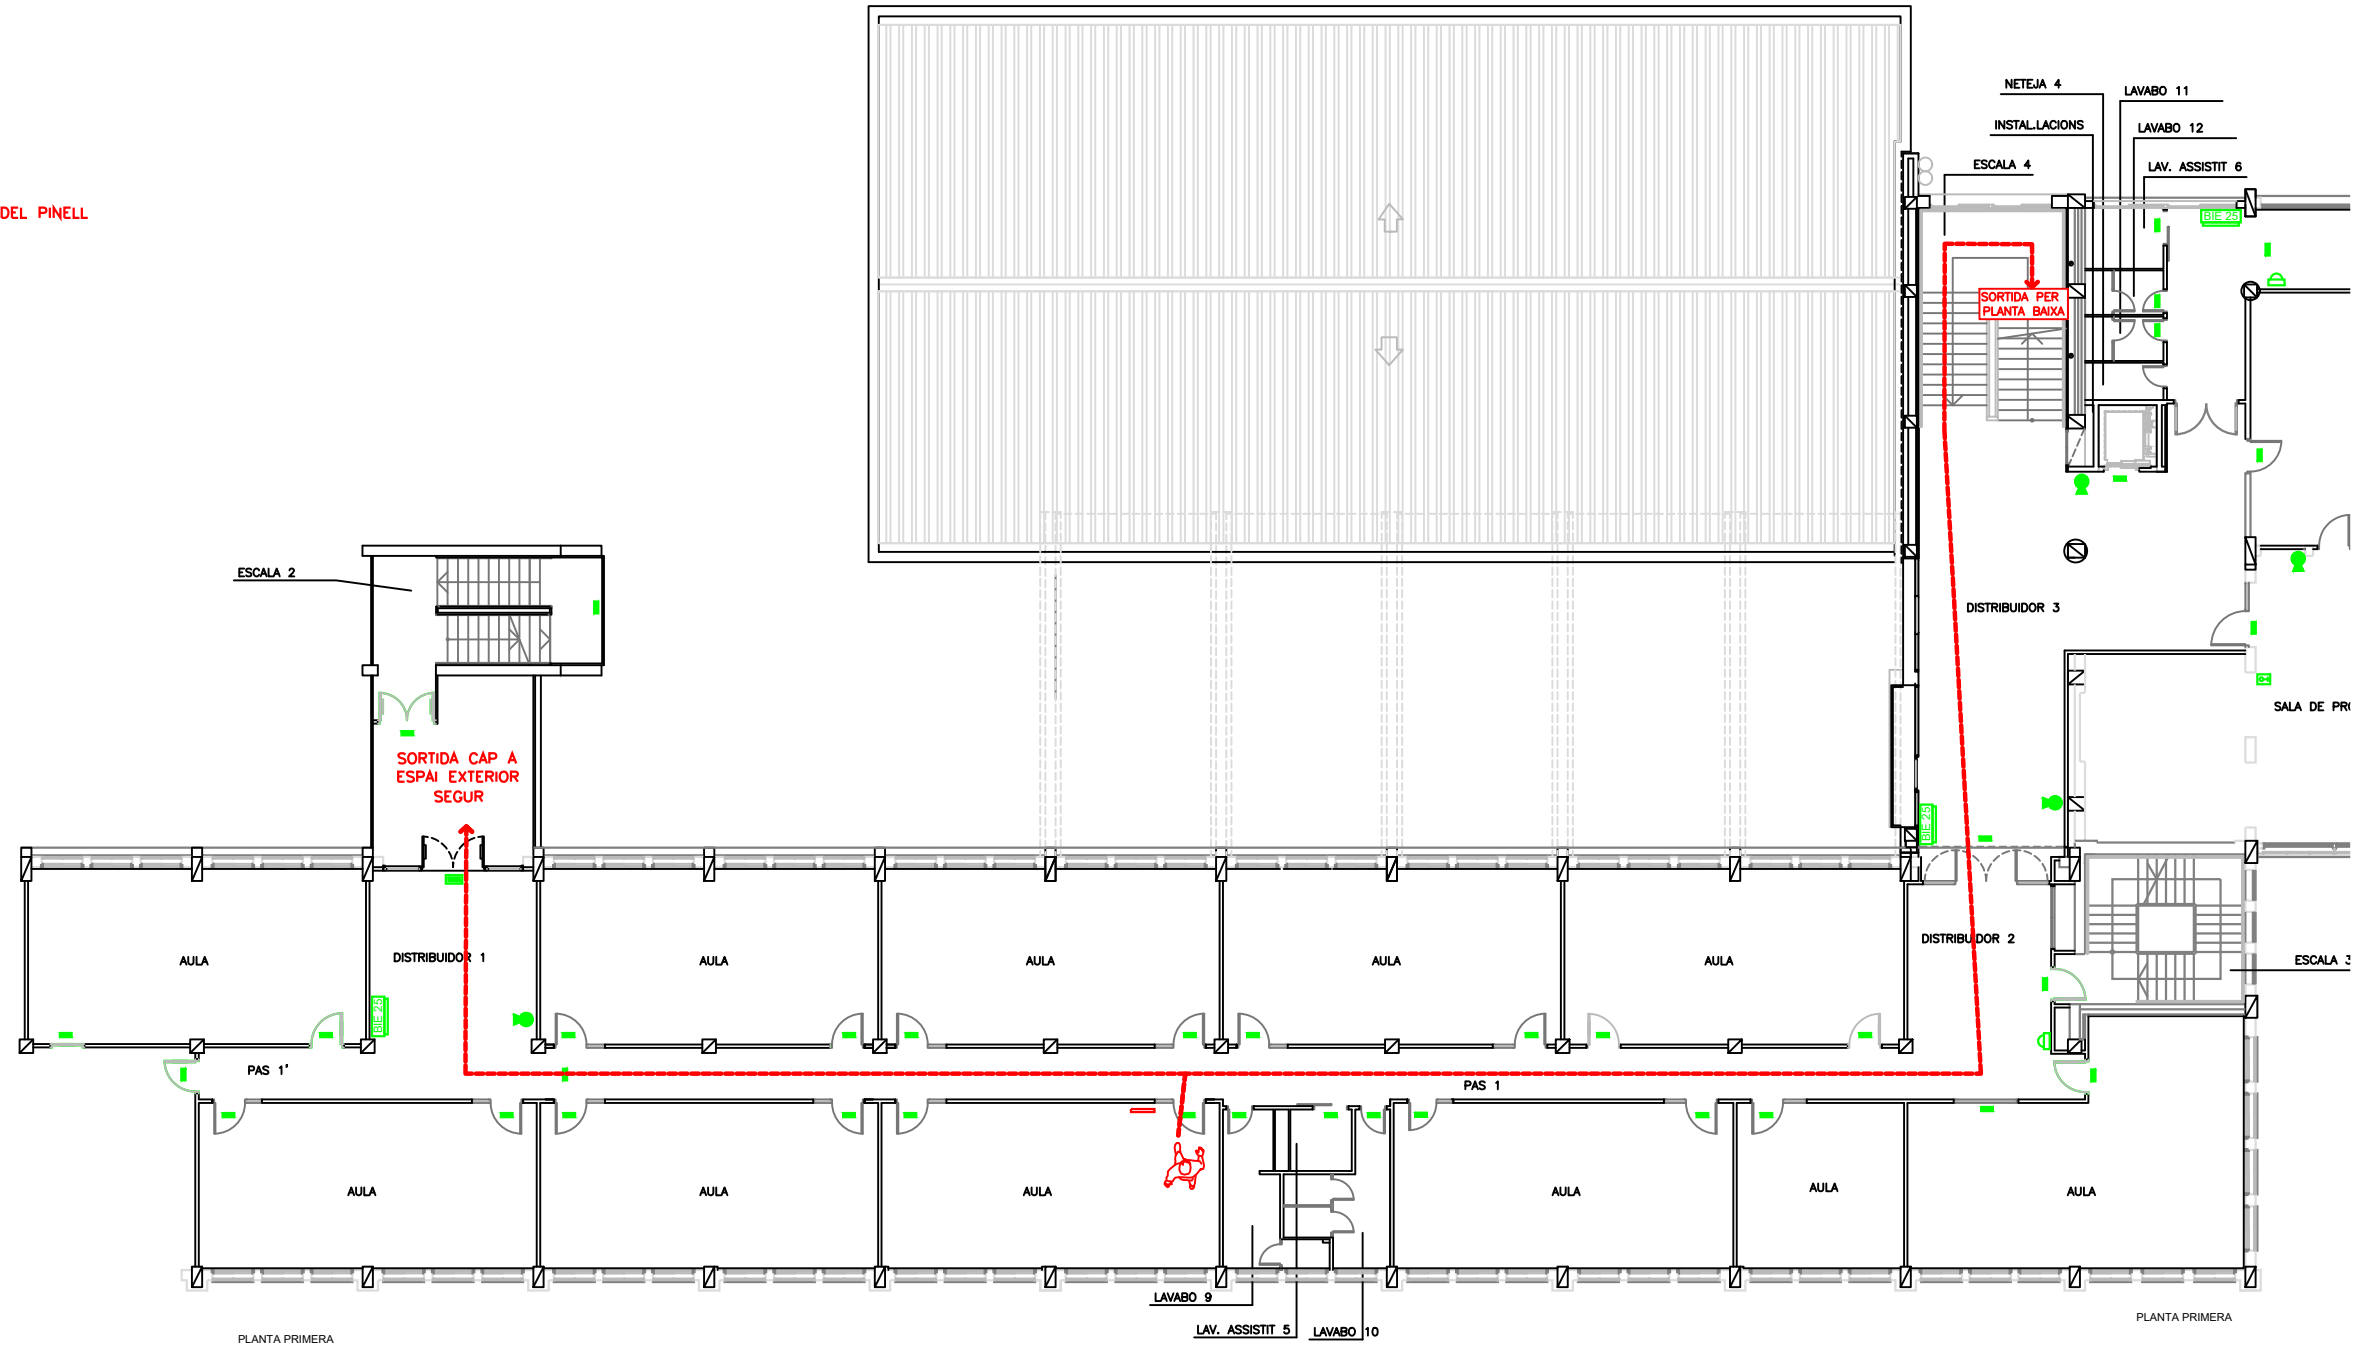 NETEJA 4
LAVABO 11
INSTAL.LACIONS
LAVABO 12
ESCALA 4
LAV. ASSISTIT 6
DEL PINELL
BIE 25
SORTIDA PER
PLANTA BAIXA
ESCALA 2
DISTRIBUIDOR 3
SALA DE PR
SORTIDA CAP A
ESPAI EXTERIOR
SEGUR
BIE 25
DISTRIBUIDOR 2
DISTRIBUIDOR 1
AULA
AULA
AULA
AULA
AULA
ESCALA 3
BIE 25
PAS 1'
PAS 1
AULA
AULA
AULA
AULA
AULA
AULA
LAVABO 9
LAV. ASSISTIT 5
LAVABO 10
PLANTA PRIMERA
PLANTA PRIMERA